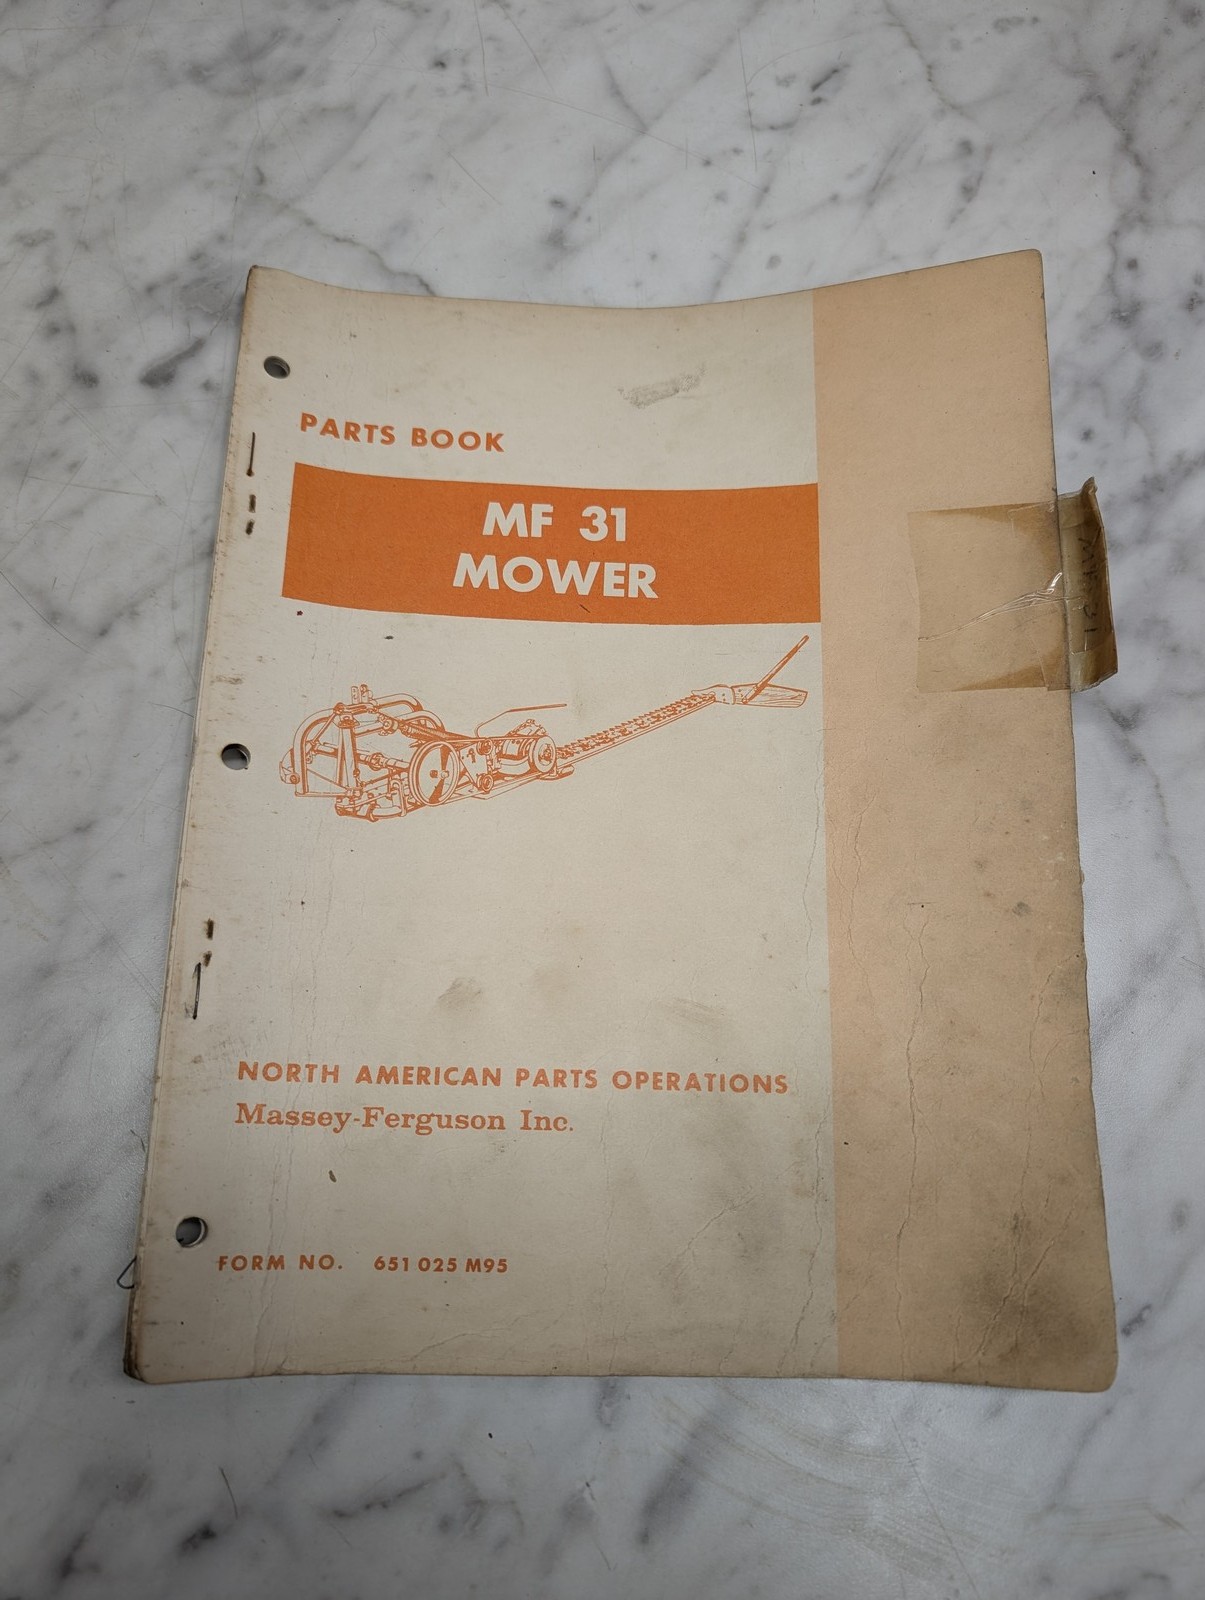 PARTS BOOK
MF 31
MOWER
NORTH AMERICAN PARTS OPERATIONS
Massey-Ferguson Inc.
FORM NO. 651 025 M95